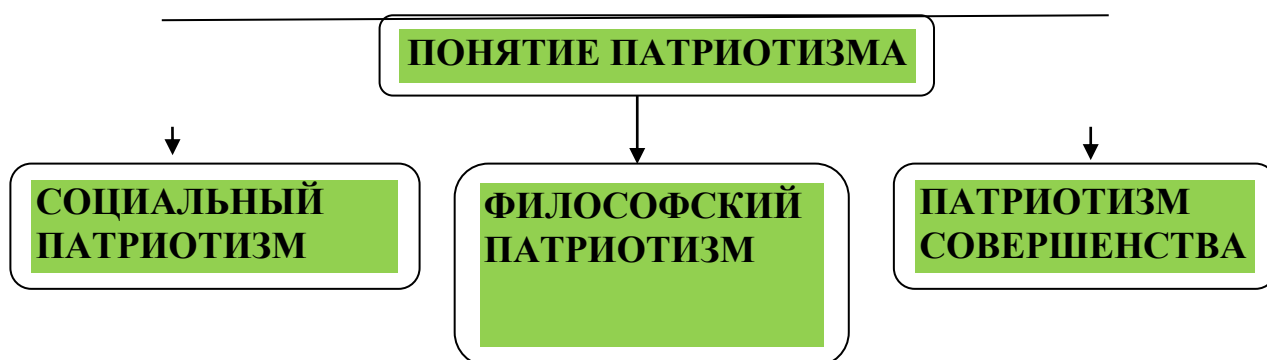 ПОНЯТИЕ ПАТРИОТИЗМА
СОЦИАЛЬНЫЙ
ПАТРИОТИЗМ
ФИЛОСОФСКИЙ
ПАТРИОТИЗМ
ПАТРИОТИЗМ
СОВЕРШЕНСТВА